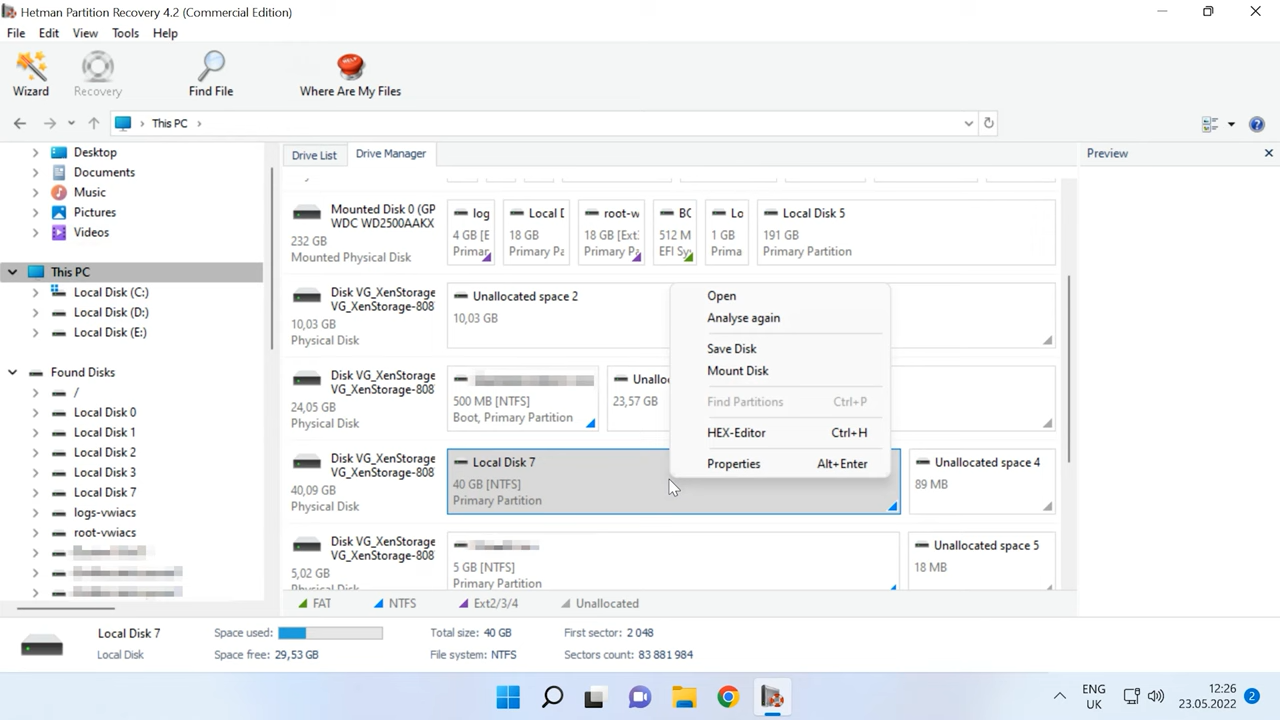 Hetman Partition Recovery 4.2 (Commercial Edition)
File Edit View Tools Help
Wizard
Recovery
Find File
HELP
Where Are My Files
This PC
Desktop
Documents
Music
Pictures
Videos
This PC
Local Disk (C:)
Local Disk (D:)
Local Disk (E:)
Found Disks
/
Local Disk 0
Local Disk 1
Local Disk 2
Local Disk 3
Local Disk 7
logs-vwiacs
root-vwiacs
Drive List
Drive Manager
Mounted Disk 0 (GP
WDC WD2500AAKX
232 GB
Mounted Physical Disk
log
4 GB [E
Primar
Local D
18 GB
Primary Pa
root-w
18 GB [Ext:
Primary Pa
BC
512 M
EFI Sy
Lo
1 GB
Prima
Local Disk 5
191 GB
Primary Partition
Disk VG_XenStorage-
VG_XenStorage-808
10,03 GB
Physical Disk
Unallocated space 2
10,03 GB
Disk VG_XenStorage-
VG_XenStorage-808
24,05 GB
Physical Disk
500 MB [NTFS]
Boot, Primary Partition
Unalloc
23,57 GB
Disk VG_XenStorage-
VG_XenStorage-808
40,09 GB
Physical Disk
Local Disk 7
40 GB [NTFS]
Primary Partition
Unallocated space 4
89 MB
Disk VG_XenStorage-
VG_XenStorage-808
5,02 GB
Physical Disk
5 GB [NTFS]
Primary Partition
Unallocated space 5
18 MB
Open
Analyse again
Save Disk
Mount Disk
Find Partitions Ctrl+P
HEX-Editor Ctrl+H
Properties Alt+Enter
FAT NTFS Ext2/3/4 Unallocated
Preview
Local Disk 7
Local Disk
Space used:
Space free: 29,53 GB
Total size: 40 GB
File system: NTFS
First sector: 2 048
Sectors count: 83 881 984
ENG
UK
12:26
23.05.2022
2